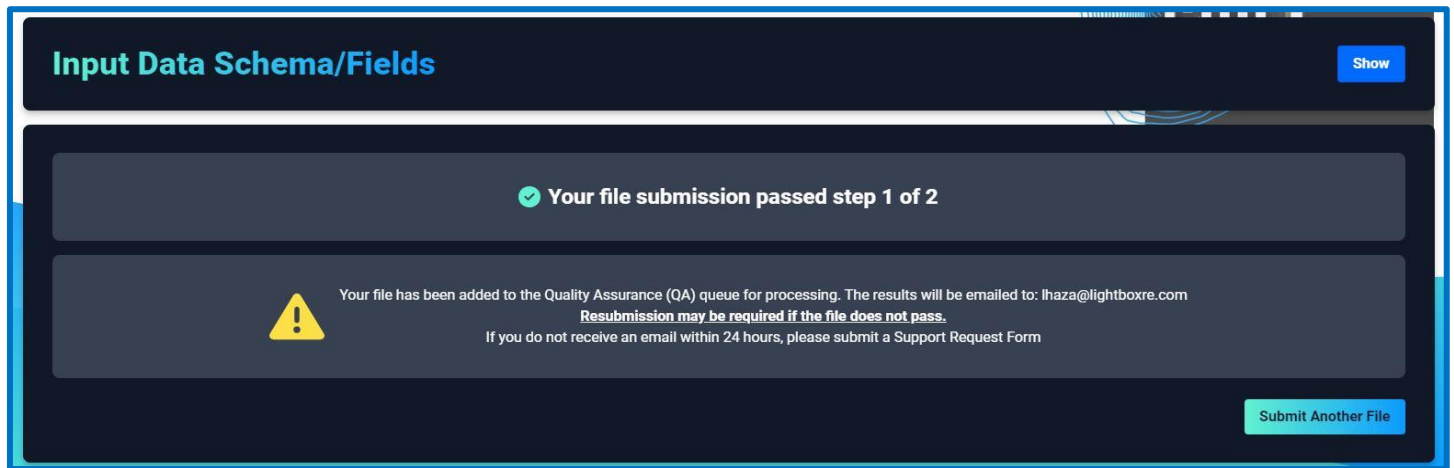 Input Data Schema/Fields
Show
Your file submission passed step 1 of 2
Your file has been added to the Quality Assurance (QA) queue for processing. The results will be emailed to: lhaza@lightboxre.com
Resubmission may be required if the file does not pass.
If you do not receive an email within 24 hours, please submit a Support Request Form
Submit Another File